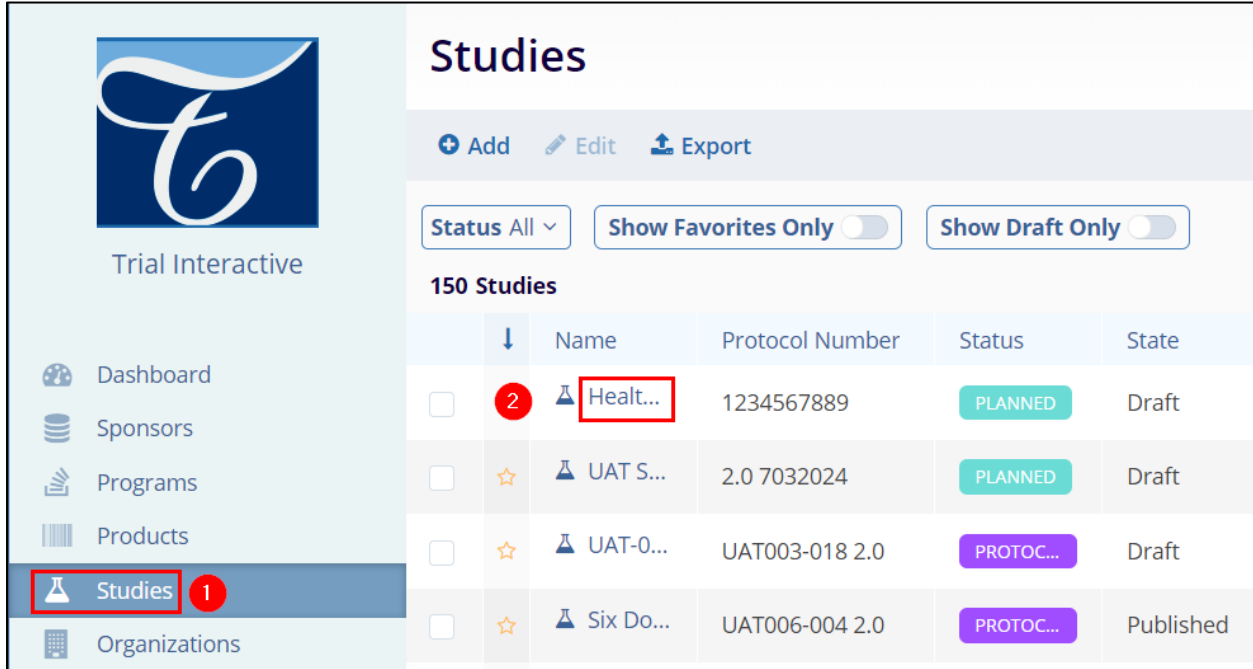 Trial Interactive
Dashboard
Sponsors
Programs
Products
Studies 1
Organizations
Studies
Add Edit Export
Status All Show Favorites Only Show Draft Only
150 Studies
Name Protocol Number Status State
2 Healt... 1234567889 PLANNED Draft
UAT S... 2.0 7032024 PLANNED Draft
UAT-0... UAT003-018 2.0 PROTOC... Draft
Six Do... UAT006-004 2.0 PROTOC... Published